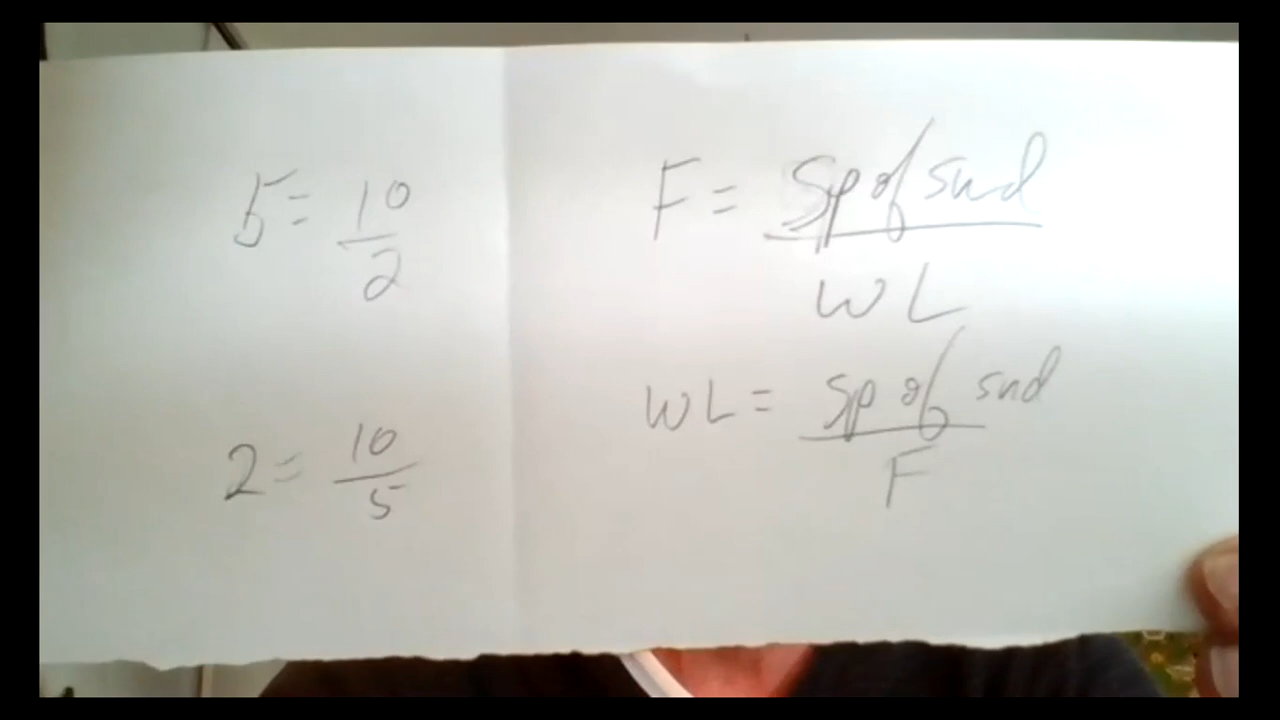 5 = 10/2
F = Sp of snd
WL
2 = 10/5
WL = Sp of snd
F